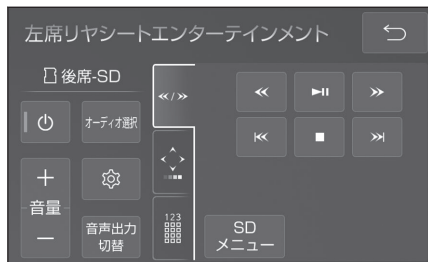 左席リヤシートエンターテインメント
後席-SD
オーディオ選択
+
音量
−
音声出力
切替
123
SD
メニュー